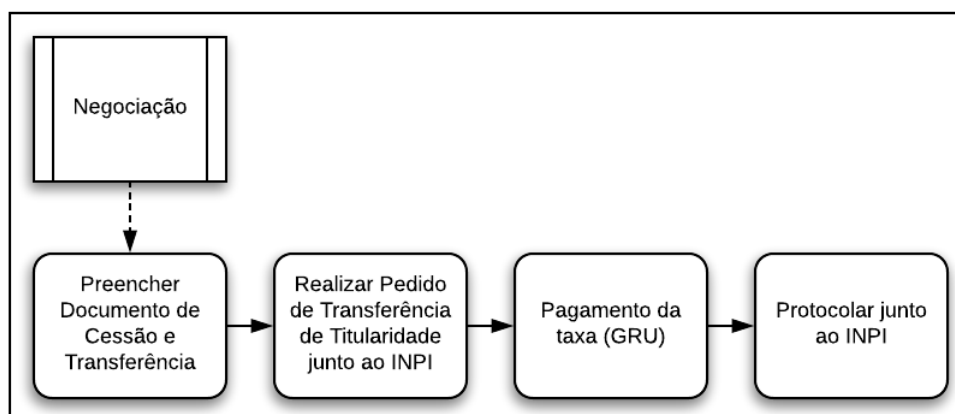 Negociação
Preencher
Documento de
Cessão e
Transferência
Realizar Pedido
de Transferência
de Titularidade
junto ao INPI
Pagamento da
taxa (GRU)
Protocolar junto
ao INPI